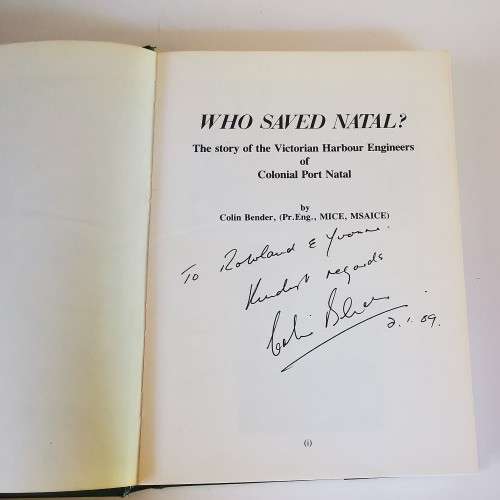 WHO SAVED NATAL?
The story of the Victorian Harbour Engineers
of
Colonial Port Natal
by
Colin Bender, (Pr.Eng., MICE, MSAICE)
To Rowland & Yvonne.
Kindest regards
Colin Bender
2.1.09.
(i)